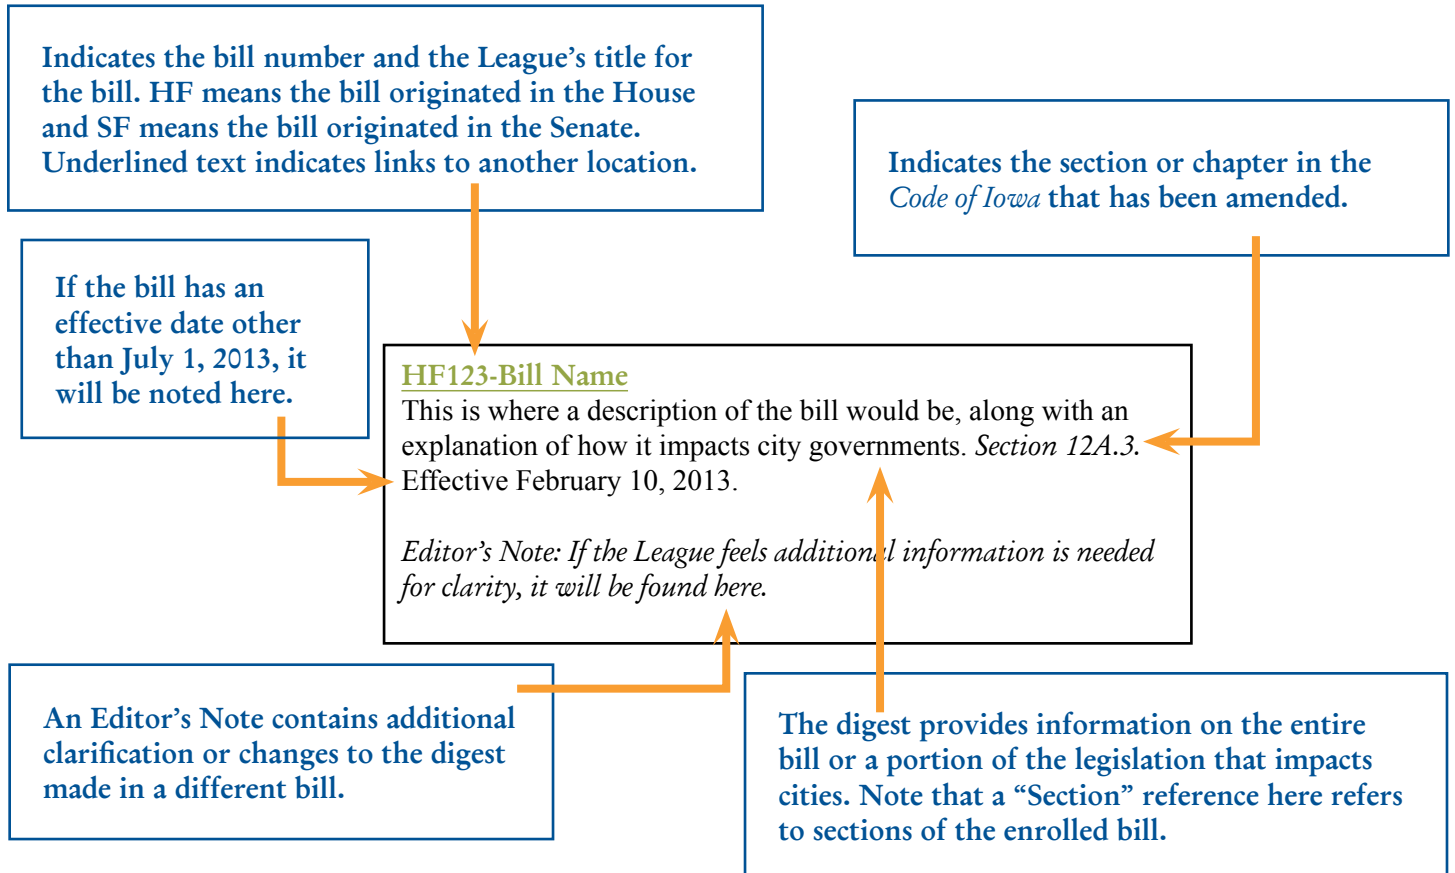 Indicates the bill number and the League’s title for
the bill. HF means the bill originated in the House
and SF means the bill originated in the Senate.
Underlined text indicates links to another location.
Indicates the section or chapter in the
Code of Iowa that has been amended.
If the bill has an
effective date other
than July 1, 2013, it
will be noted here.
HF123-Bill Name
This is where a description of the bill would be, along with an
explanation of how it impacts city governments. Section 12A.3.
Effective February 10, 2013.
Editor’s Note: If the League feels additional information is needed
for clarity, it will be found here.
An Editor’s Note contains additional
clarification or changes to the digest
made in a different bill.
The digest provides information on the entire
bill or a portion of the legislation that impacts
cities. Note that a “Section” reference here refers
to sections of the enrolled bill.